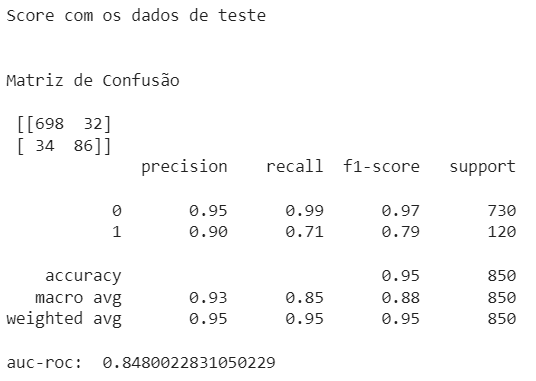 Score com os dados de teste
Matriz de Confusão
[[698 32]
[ 34 86]]
precision recall f1-score support
0 0.95 0.99 0.97 730
1 0.90 0.71 0.79 120
accuracy 0.95 850
macro avg 0.93 0.85 0.88 850
weighted avg 0.95 0.95 0.95 850
auc-roc: 0.8480022831050229